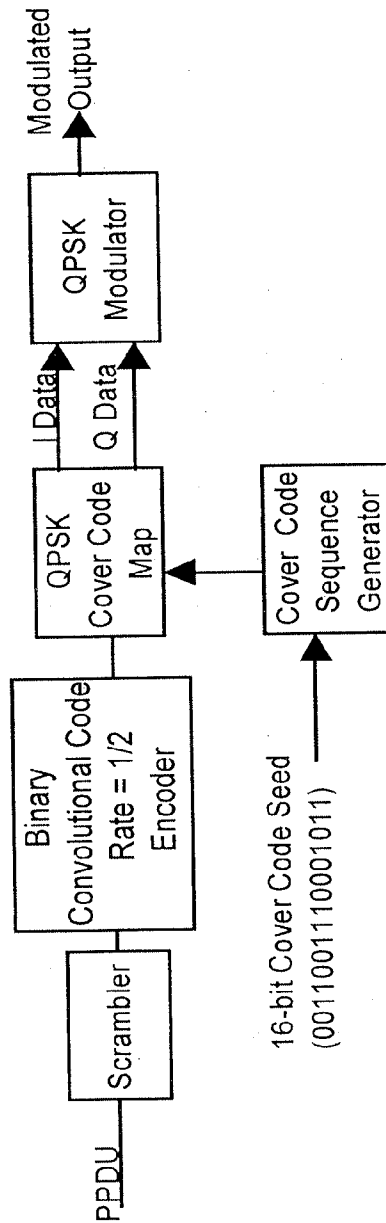 PPDU
Scrambler
Binary
Convolutional Code
Rate = 1/2
Encoder
QPSK
Cover Code
Map
I Data
Q Data
QPSK
Modulator
Modulated
Output
16-bit Cover Code Seed
(0011001110001011)
Cover Code
Sequence
Generator